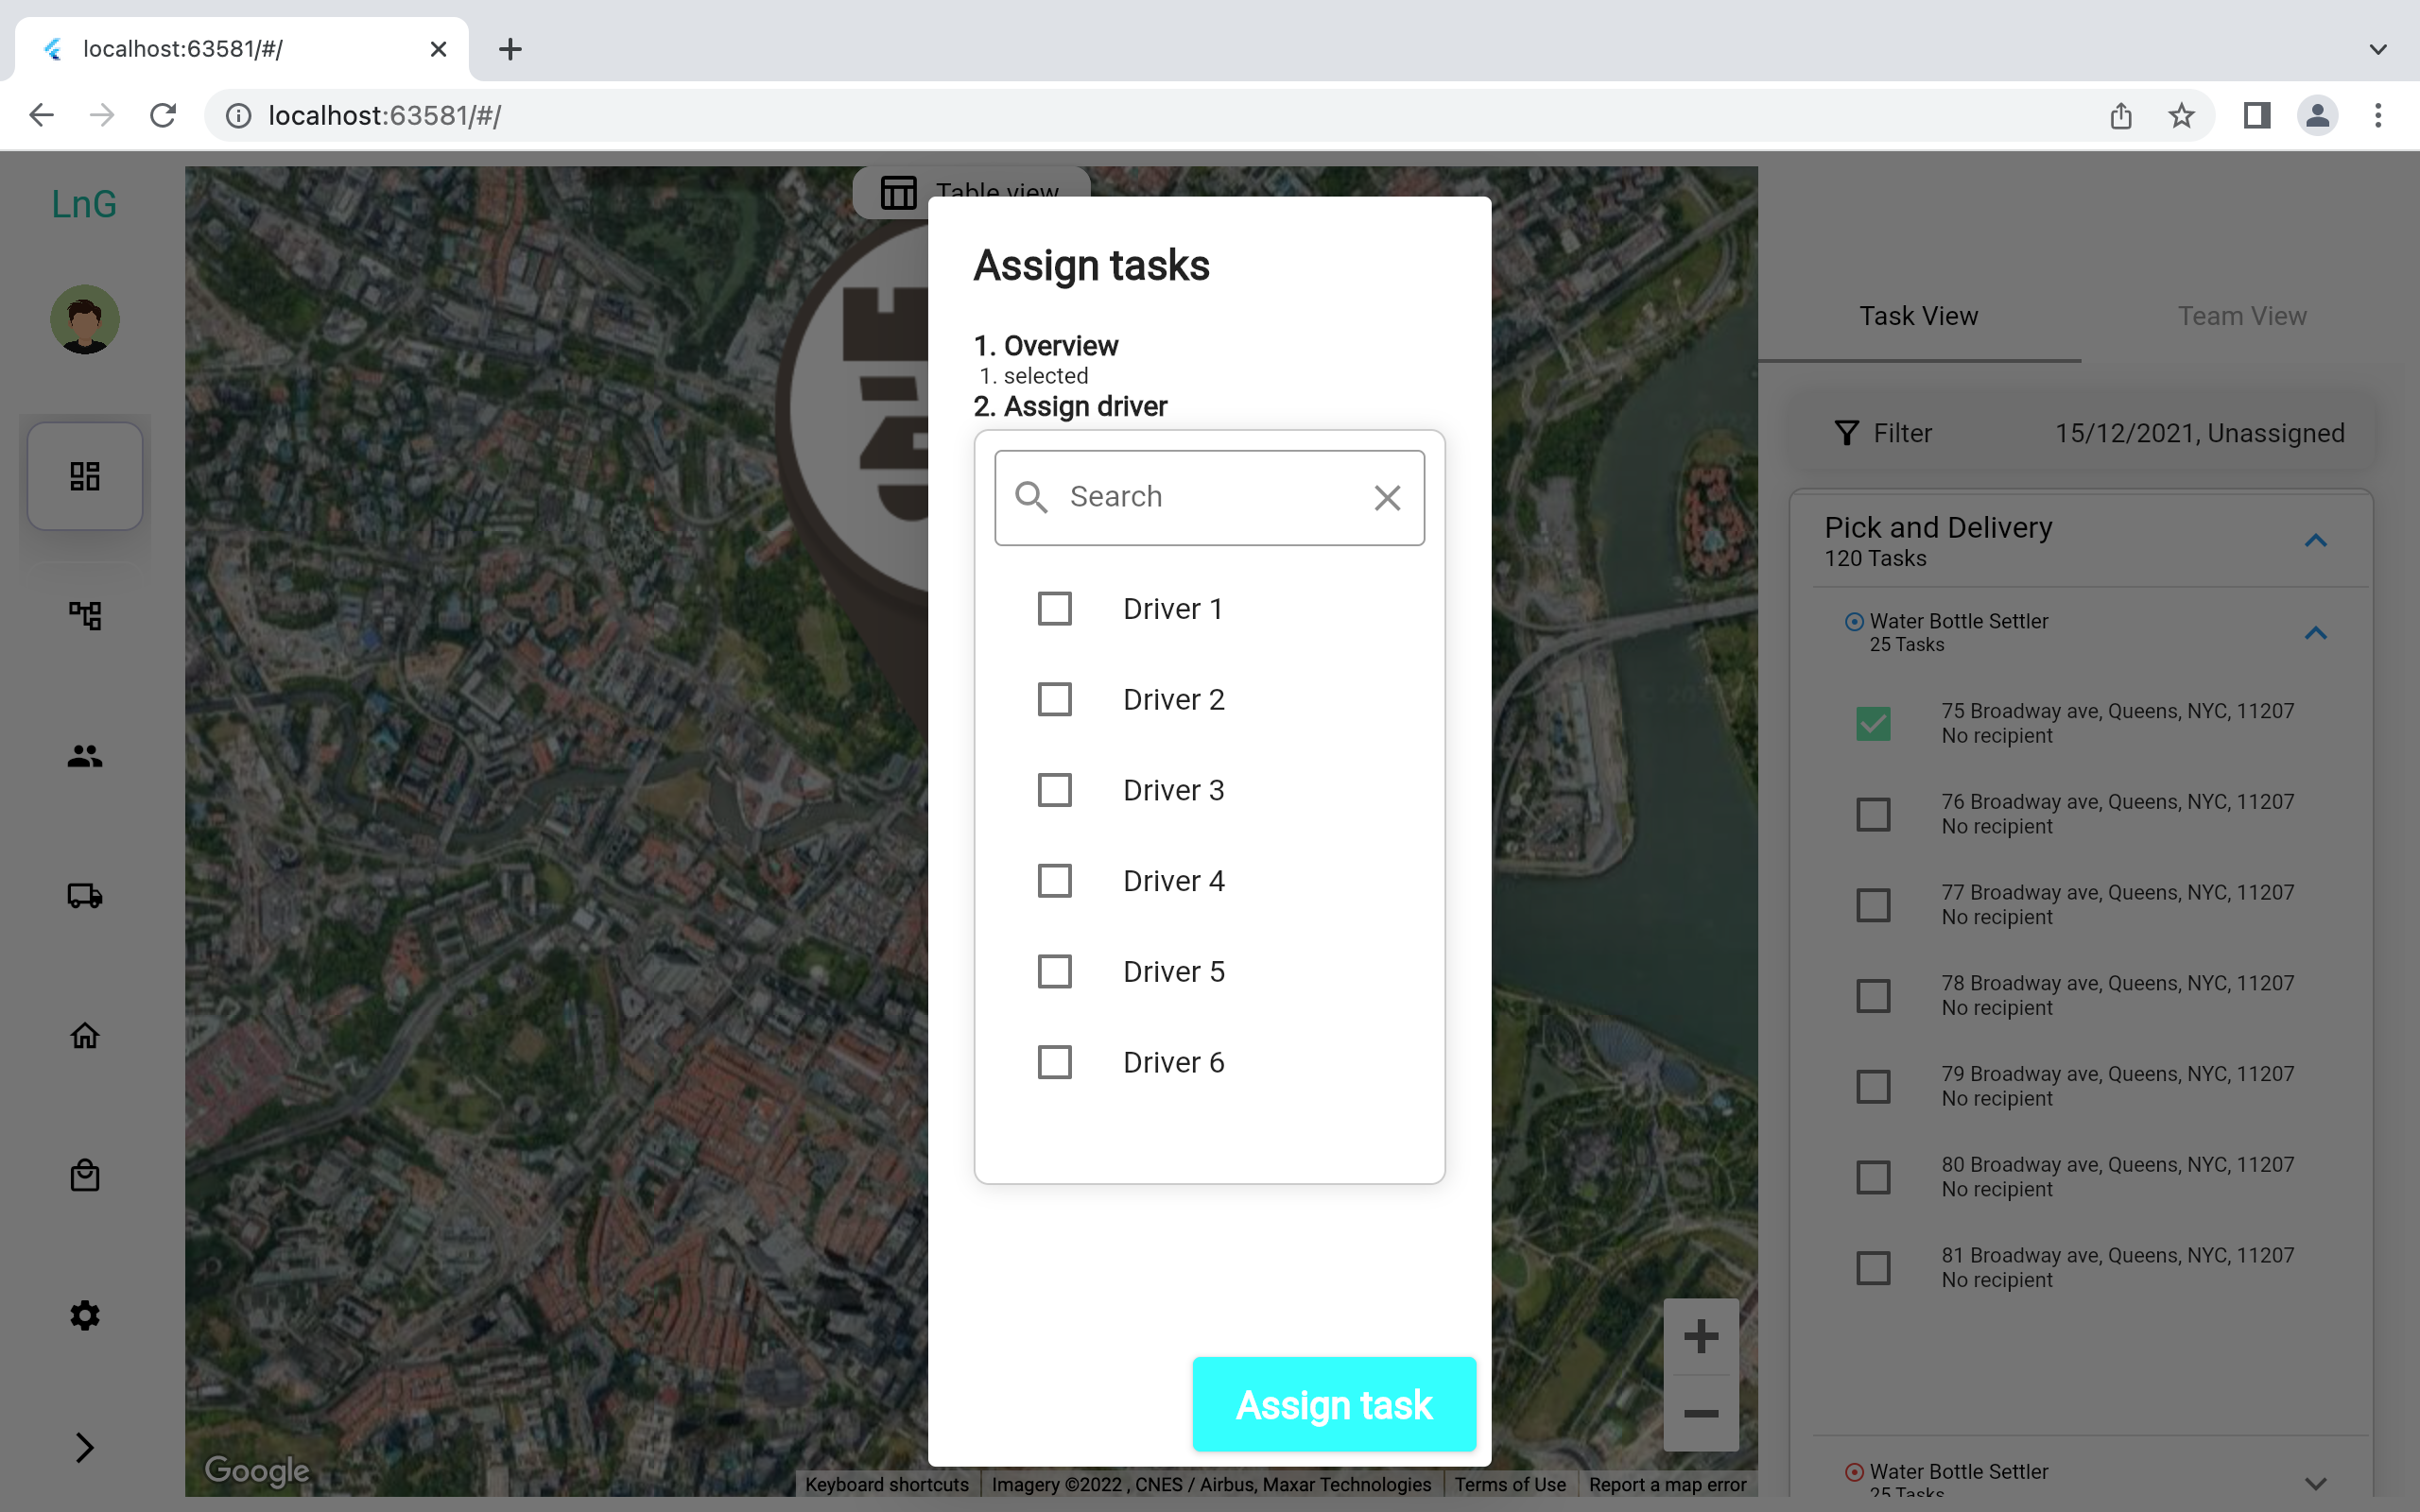 localhost:63581/#/
localhost:63581/#/
LnG
Table view
Assign tasks
1. Overview
1. selected
2. Assign driver
Search
Driver 1
Driver 2
Driver 3
Driver 4
Driver 5
Driver 6
Assign task
Task View
Team View
Filter
15/12/2021, Unassigned
Pick and Delivery
120 Tasks
Water Bottle Settler
25 Tasks
75 Broadway ave, Queens, NYC, 11207
No recipient
76 Broadway ave, Queens, NYC, 11207
No recipient
77 Broadway ave, Queens, NYC, 11207
No recipient
78 Broadway ave, Queens, NYC, 11207
No recipient
79 Broadway ave, Queens, NYC, 11207
No recipient
80 Broadway ave, Queens, NYC, 11207
No recipient
81 Broadway ave, Queens, NYC, 11207
No recipient
Water Bottle Settler
25 Tasks
Google
Keyboard shortcuts
Imagery ©2022 , CNES / Airbus, Maxar Technologies
Terms of Use
Report a map error